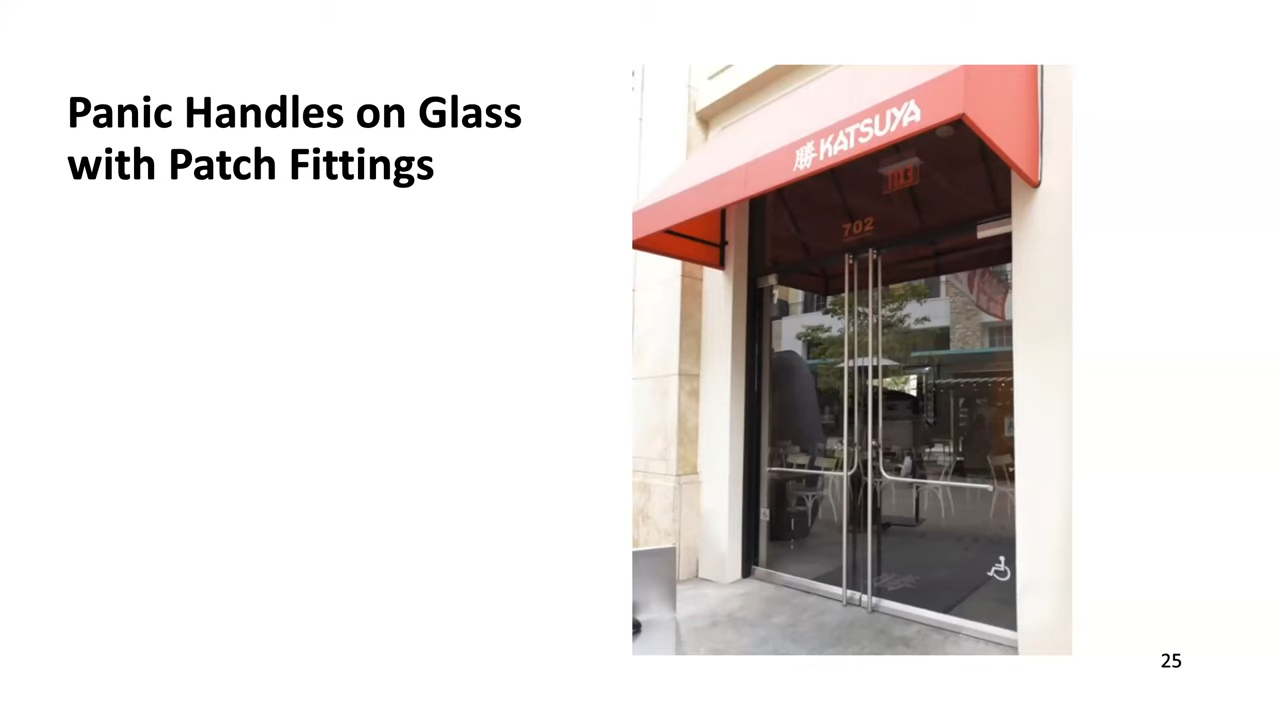 Panic Handles on Glass
with Patch Fittings
勝 KATSUYA
702
25